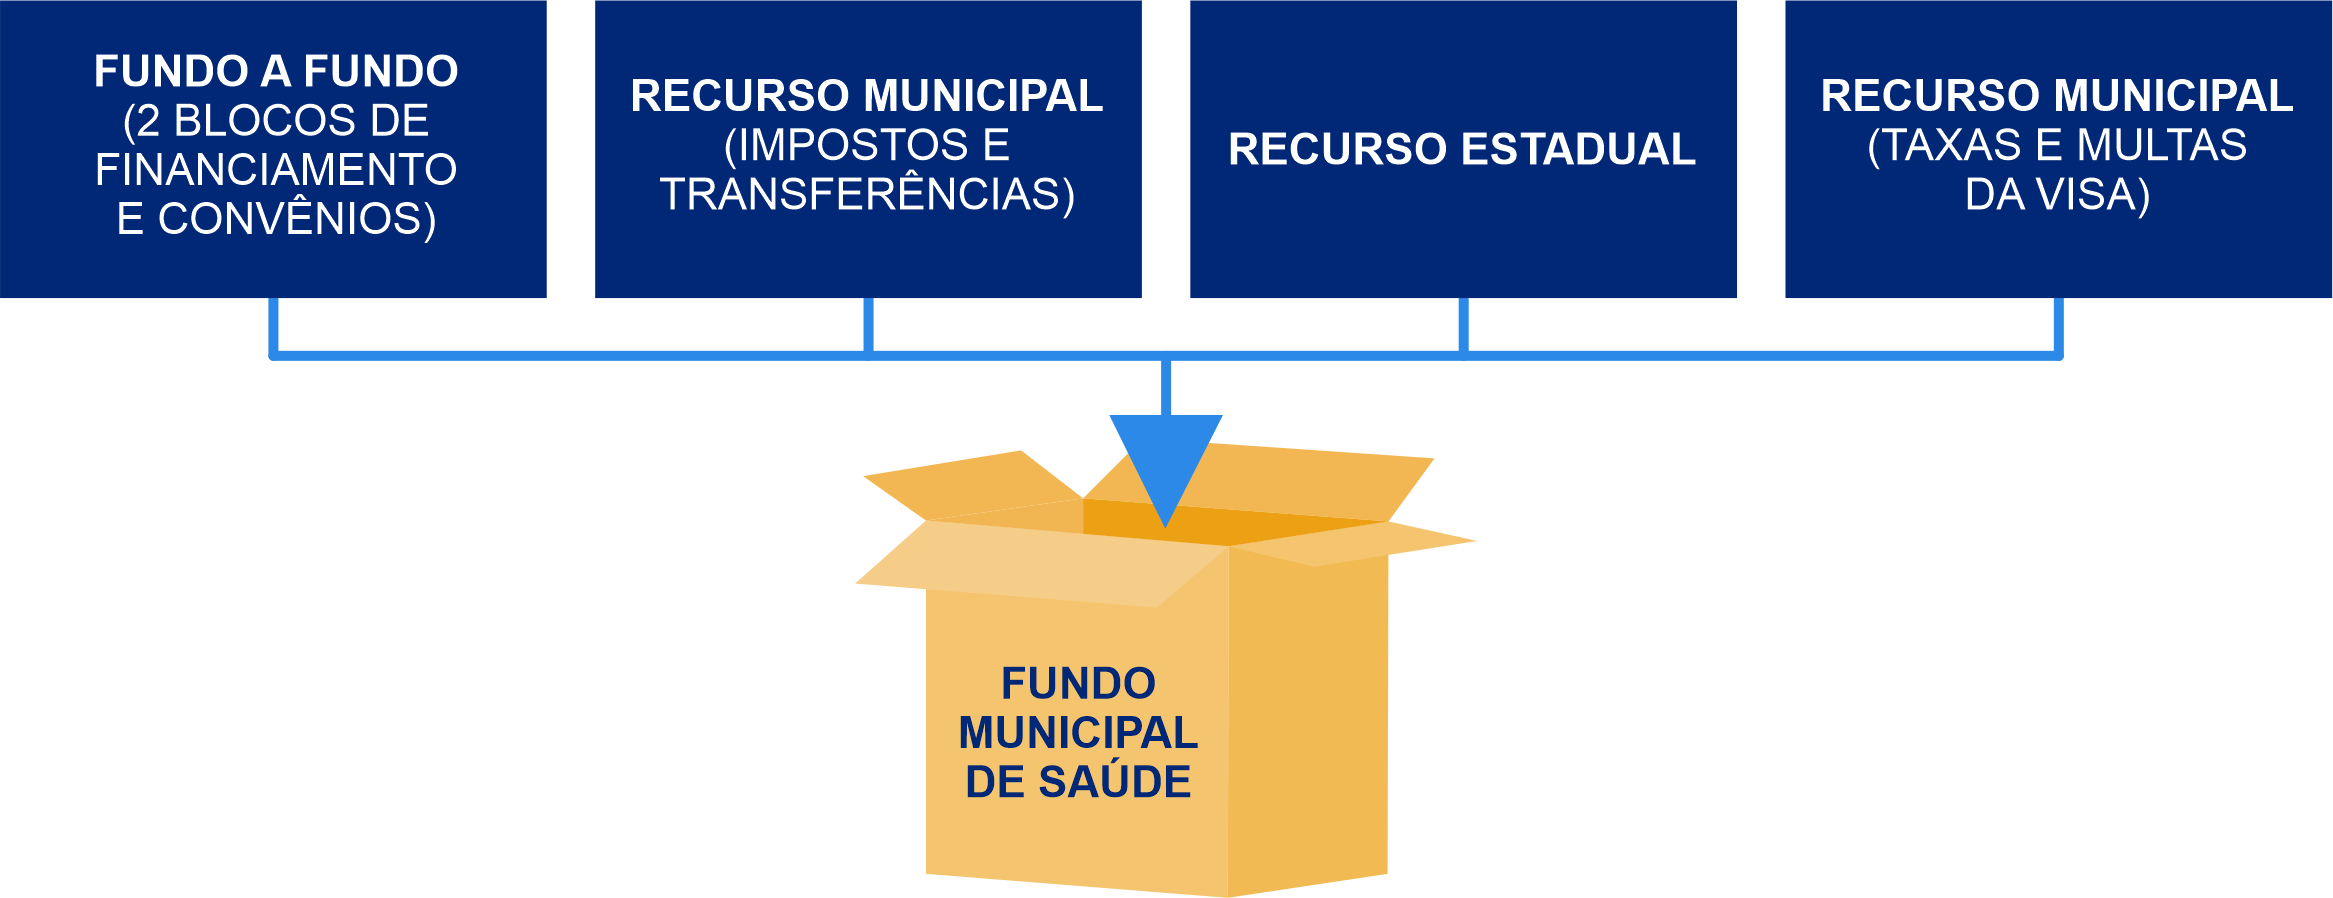 FUNDO A FUNDO
(2 BLOCOS DE
FINANCIAMENTO
E CONVÊNIOS)
RECURSO MUNICIPAL
(IMPOSTOS E
TRANSFERÊNCIAS)
RECURSO ESTADUAL
RECURSO MUNICIPAL
(TAXAS E MULTAS
DA VISA)
FUNDO
MUNICIPAL
DE SAÚDE